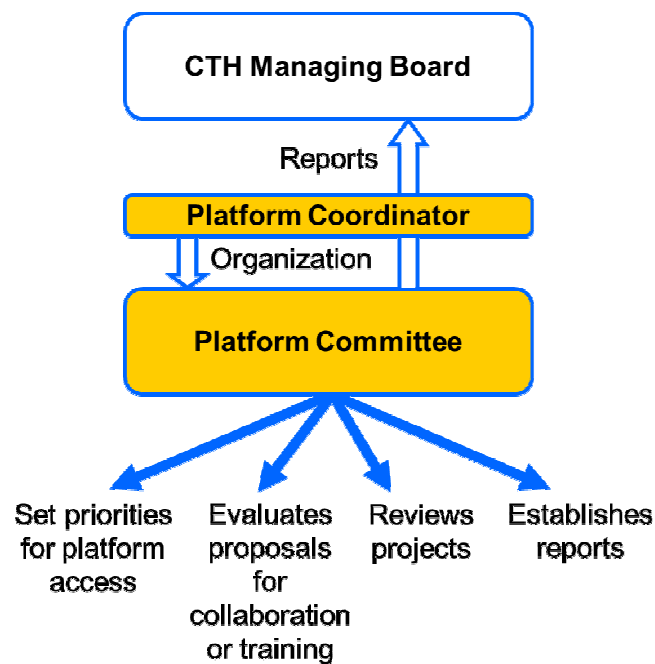 CTH Managing Board
Reports
Platform Coordinator
Organization
Platform Committee
Set priorities
for platform
access
Evaluates
proposals
for
collaboration
or training
Reviews
projects
Establishes
reports